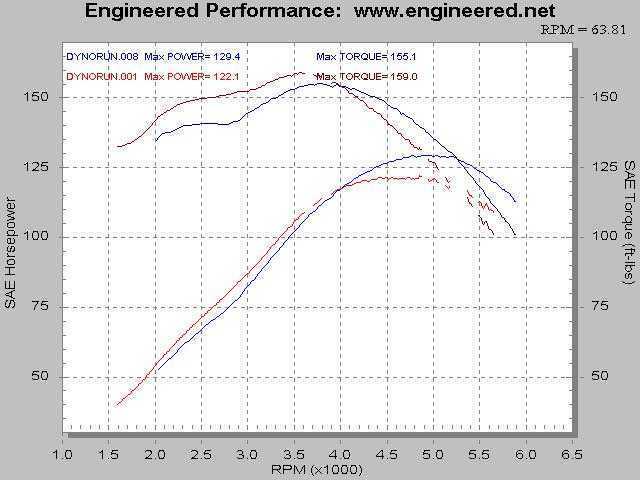 Engineered Performance: www.engineered.net
RPM = 63.81
DYNORUN.008 Max POWER= 129.4 Max TORQUE= 155.1
DYNORUN.001 Max POWER= 122.1 Max TORQUE= 159.0
150 150
125 125
100 100
75 75
50 50
SAE Horsepower
SAE Torque (ft-lbs)
1.0 1.5 2.0 2.5 3.0 3.5 4.0 4.5 5.0 5.5 6.0 6.5
RPM (x1000)